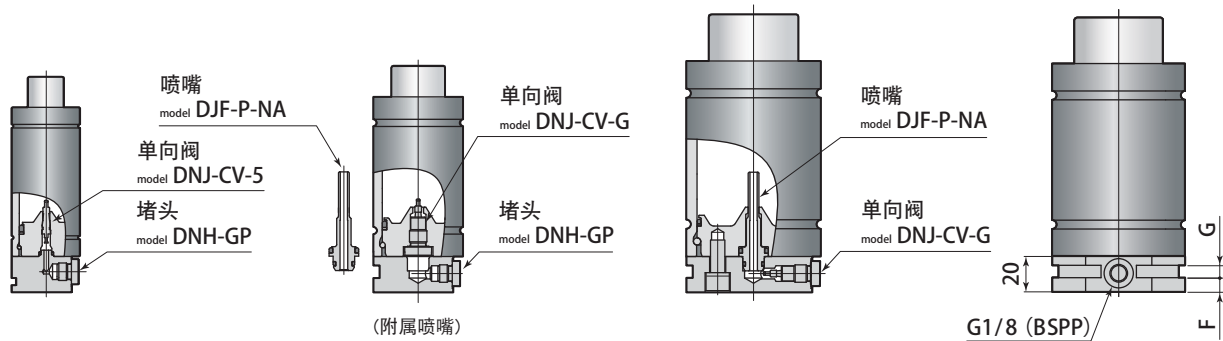 单向阀
model DNJ-CV-5
堵头
model DNH-GP
喷嘴
model DJF-P-NA
单向阀
model DNJ-CV-G
堵头
model DNH-GP
(附属喷嘴)
喷嘴
model DJF-P-NA
单向阀
model DNJ-CV-G
20
G
F
G1/8 (BSPP)